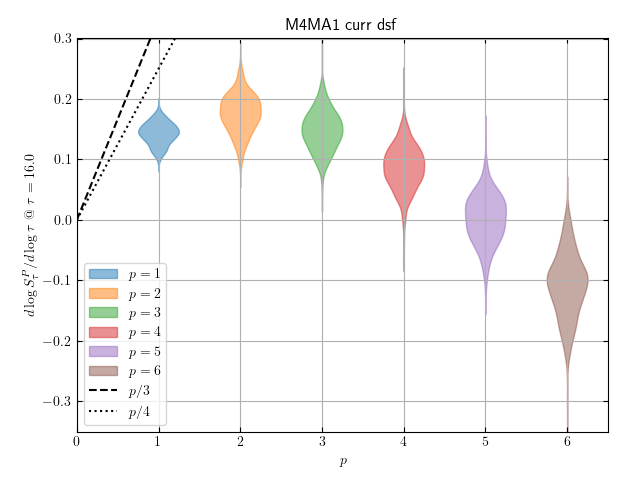 M4MA1 curr dsf
0.3
0.2
0.1
0.0
−0.1
−0.2
−0.3
d log S_τ^P / d log τ @ τ = 16.0
p = 1
p = 2
p = 3
p = 4
p = 5
p = 6
p/3
p/4
0 1 2 3 4 5 6
p